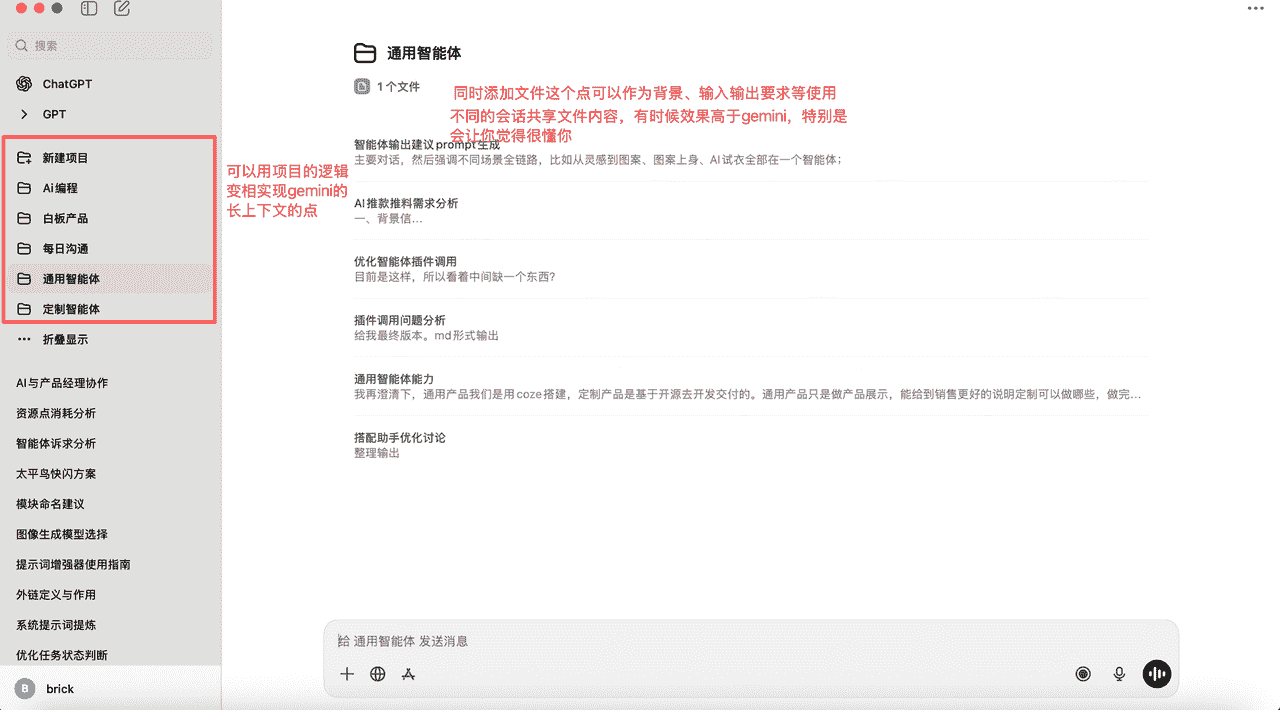 搜索
ChatGPT
GPT
新建项目
Ai编程
白板产品
每日沟通
通用智能体
定制智能体
折叠显示
AI与产品经理协作
资源点消耗分析
智能体诉求分析
太平鸟快闪方案
模块命名建议
图像生成模型选择
提示词增强器使用指南
外链定义与作用
系统提示词提炼
优化任务状态判断
B brick
可以用项目的逻辑
变相实现gemini的
长上下文的点
通用智能体
1个文件
同时添加文件这个点可以作为背景、输入输出要求等使用
不同的会话共享文件内容，有时候效果高于gemini，特别是
会让你觉得很懂你
智能体输出建议prompt生成
主要对话，然后强调不同场景全链路，比如从灵感到图案、图案上身、AI试衣全部在一个智能体；
AI推款推料需求分析
一、背景信...
优化智能体插件调用
目前是这样，所以看着中间缺一个东西？
插件调用问题分析
给我最终版本。md形式输出
通用智能体能力
我再澄清下，通用产品我们是用coze搭建，定制产品是基于开源去开发交付的。通用产品只是做产品展示，能给到销售更好的说明定制可以做哪些，做完...
搭配助手优化讨论
整理输出
给 通用智能体 发送消息